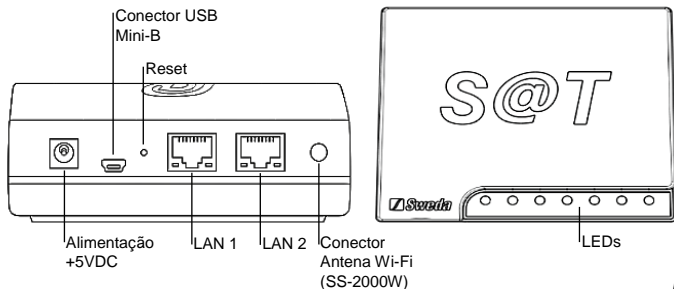 Conector USB
Mini-B
Reset
S@T
Sweda
Alimentação
+5VDC
LAN 1
LAN 2
Conector
Antena Wi-Fi
(SS-2000W)
LEDs